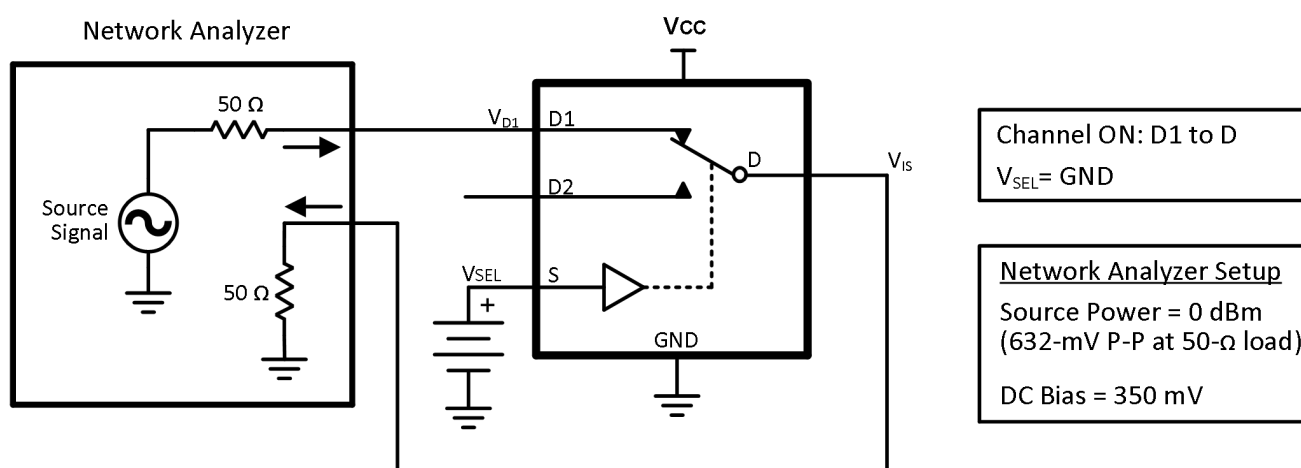 Network Analyzer
50 Ω
Source
Signal
50 Ω
Vcc
V_D1
D1
D2
D
V_IS
V_SEL
S
+
GND
Channel ON: D1 to D
V_SEL= GND
Network Analyzer Setup
Source Power = 0 dBm
(632-mV P-P at 50-Ω load)
DC Bias = 350 mV